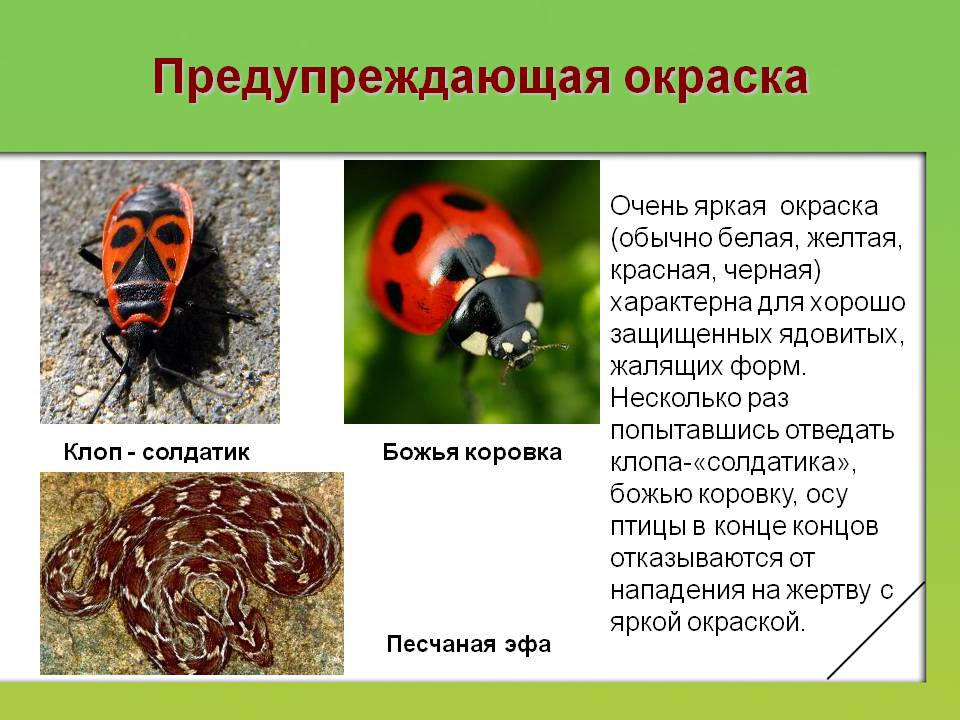 Предупреждающая окраска
Клоп - солдатик
Божья коровка
Песчаная эфа
Очень яркая окраска
(обычно белая, желтая,
красная, черная)
характерна для хорошо
защищенных ядовитых,
жалящих форм.
Несколько раз
попытавшись отведать
клопа-«солдатика»,
божью коровку, осу
птицы в конце концов
отказываются от
нападения на жертву с
яркой окраской.